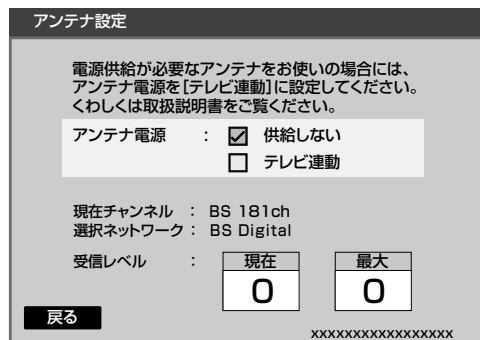 アンテナ設定
電源供給が必要なアンテナをお使いの場合には、
アンテナ電源を[テレビ連動]に設定してください。
くわしくは取扱説明書をご覧ください。
アンテナ電源 : 供給しない
テレビ連動
現在チャンネル : BS 181ch
選択ネットワーク : BS Digital
受信レベル : 現在 最大
0 0
戻る
xxxxxxxxxxxxxxxxx